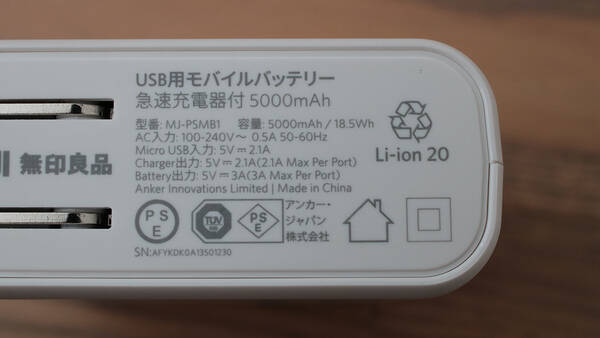 USB用モバイルバッテリー
急速充電器付 5000mAh
型番: MJ-PSMB1 容量: 5000mAh / 18.5Wh
AC入力: 100-240V～ 0.5A 50-60Hz
Micro USB入力: 5V⎓2.1A
Charger出力: 5V⎓2.1A(2.1A Max Per Port)
Battery出力: 5V⎓3A(3A Max Per Port)
Anker Innovations Limited | Made in China
無印良品
Li-ion 20
PSE
TÜV
PSE
アンカー・
ジャパン
株式会社
SN:AFYKDK0A13501230